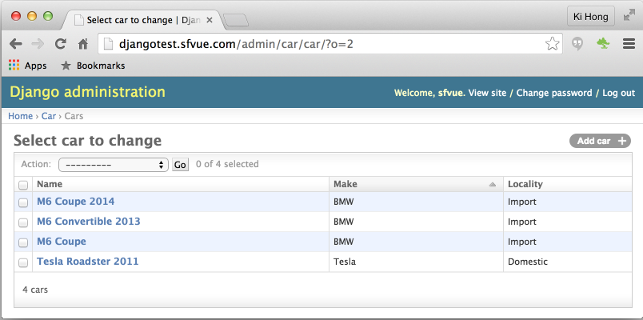 Select car to change | Djan
Ki Hong
djangotest.sfvue.com/admin/car/car/?o=2
Apps Bookmarks
Django administration
Welcome, sfvue. View site / Change password / Log out
Home › Car › Cars
Select car to change
Add car +
Action: --------- Go 0 of 4 selected
Name Make Locality
M6 Coupe 2014 BMW Import
M6 Convertible 2013 BMW Import
M6 Coupe BMW Import
Tesla Roadster 2011 Tesla Domestic
4 cars